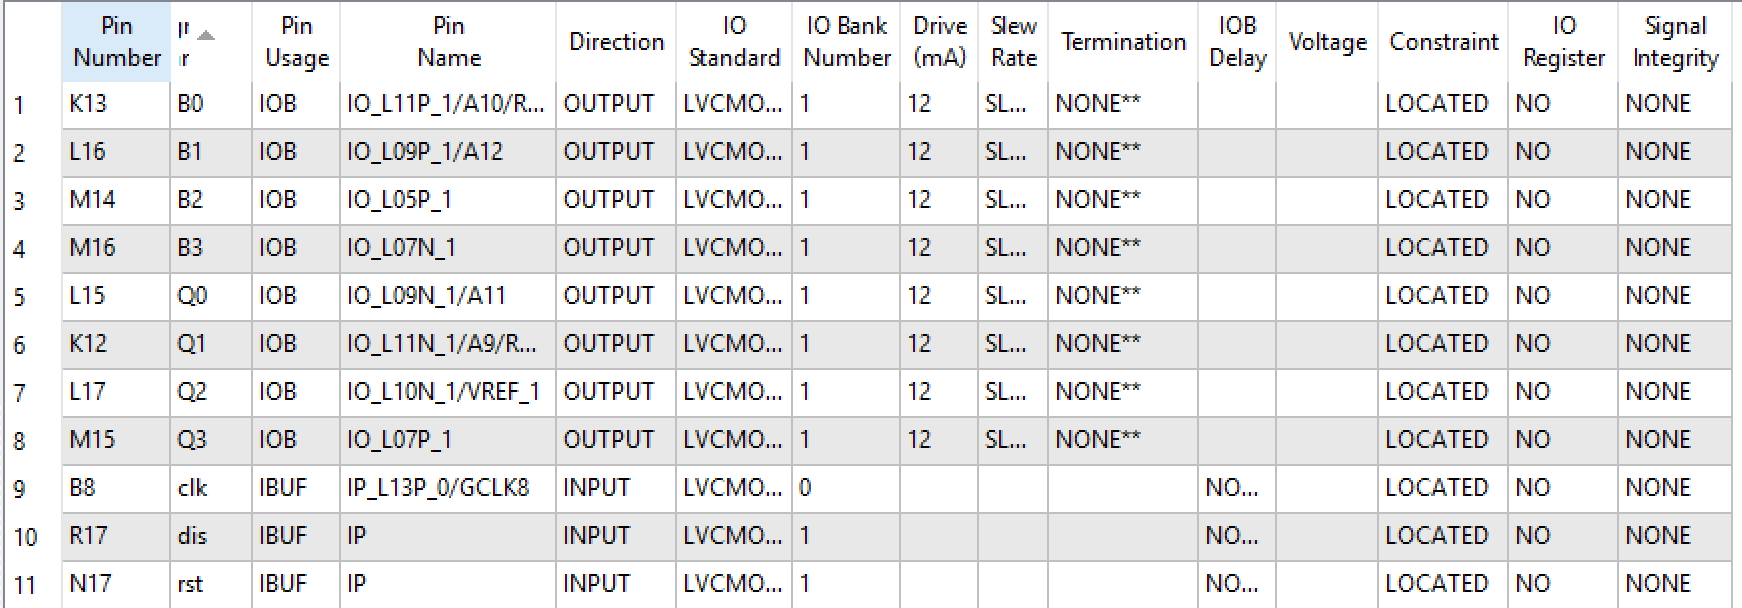 Pin Number Pin Usage Pin Name Direction IO Standard IO Bank Number Drive (mA) Slew Rate Termination IOB Delay Voltage Constraint IO Register Signal Integrity
1 K13 B0 IOB IO_L11P_1/A10/R... OUTPUT LVCMO... 1 12 SL... NONE** LOCATED NO NONE
2 L16 B1 IOB IO_L09P_1/A12 OUTPUT LVCMO... 1 12 SL... NONE** LOCATED NO NONE
3 M14 B2 IOB IO_L05P_1 OUTPUT LVCMO... 1 12 SL... NONE** LOCATED NO NONE
4 M16 B3 IOB IO_L07N_1 OUTPUT LVCMO... 1 12 SL... NONE** LOCATED NO NONE
5 L15 Q0 IOB IO_L09N_1/A11 OUTPUT LVCMO... 1 12 SL... NONE** LOCATED NO NONE
6 K12 Q1 IOB IO_L11N_1/A9/R... OUTPUT LVCMO... 1 12 SL... NONE** LOCATED NO NONE
7 L17 Q2 IOB IO_L10N_1/VREF_1 OUTPUT LVCMO... 1 12 SL... NONE** LOCATED NO NONE
8 M15 Q3 IOB IO_L07P_1 OUTPUT LVCMO... 1 12 SL... NONE** LOCATED NO NONE
9 B8 clk IBUF IP_L13P_0/GCLK8 INPUT LVCMO... 0 NO... LOCATED NO NONE
10 R17 dis IBUF IP INPUT LVCMO... 1 NO... LOCATED NO NONE
11 N17 rst IBUF IP INPUT LVCMO... 1 NO... LOCATED NO NONE